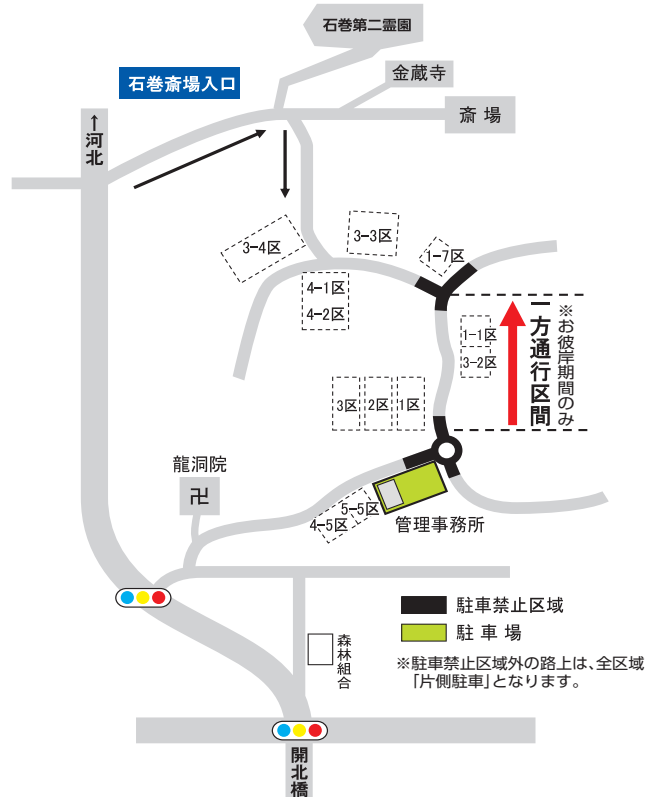 石巻第二霊園
金蔵寺
石巻斎場入口
斎場
↑河北
3-3区
3-4区
1-7区
4-1区
4-2区
一方通行区間
※お彼岸期間のみ
1-1区
3-2区
3区
2区
1区
龍洞院
卍
5-5区
4-5区
管理事務所
駐車禁止区域
駐車場
森林組合
※駐車禁止区域外の路上は、全区域
「片側駐車」となります。
開北橋